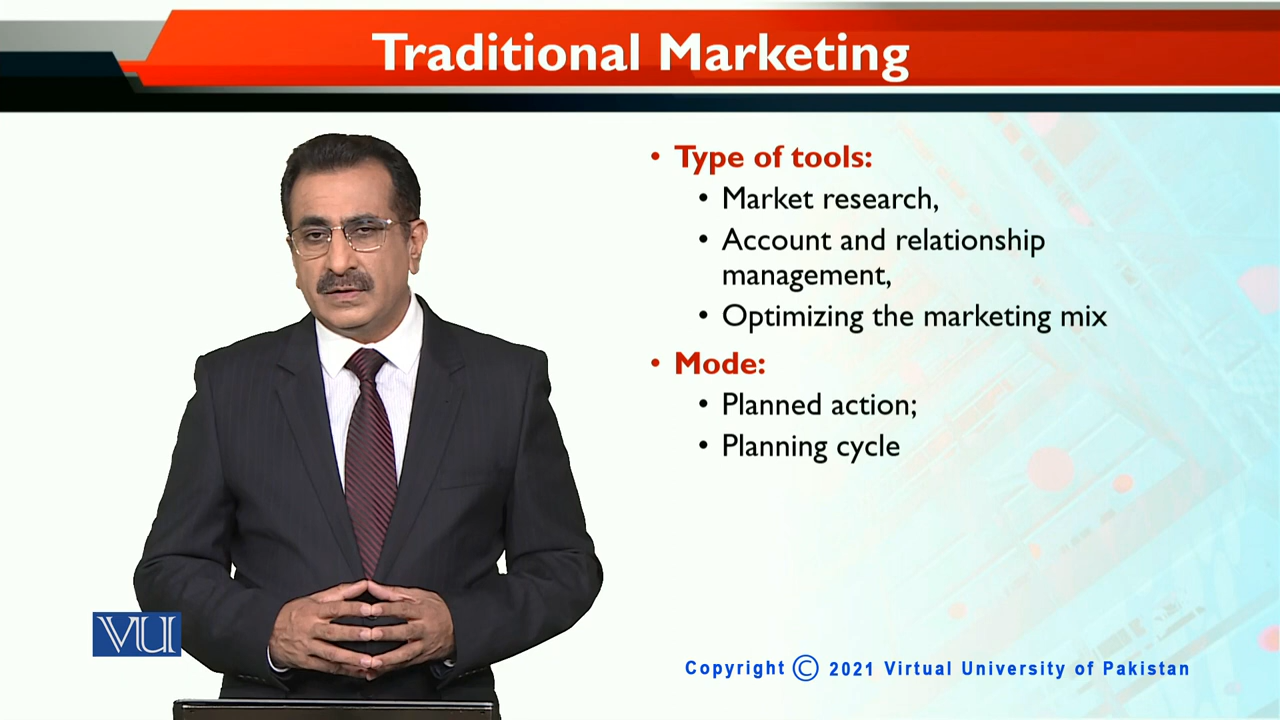 Traditional Marketing
• Type of tools:
• Market research,
• Account and relationship
management,
• Optimizing the marketing mix
• Mode:
• Planned action;
• Planning cycle
VU
Copyright © 2021 Virtual University of Pakistan